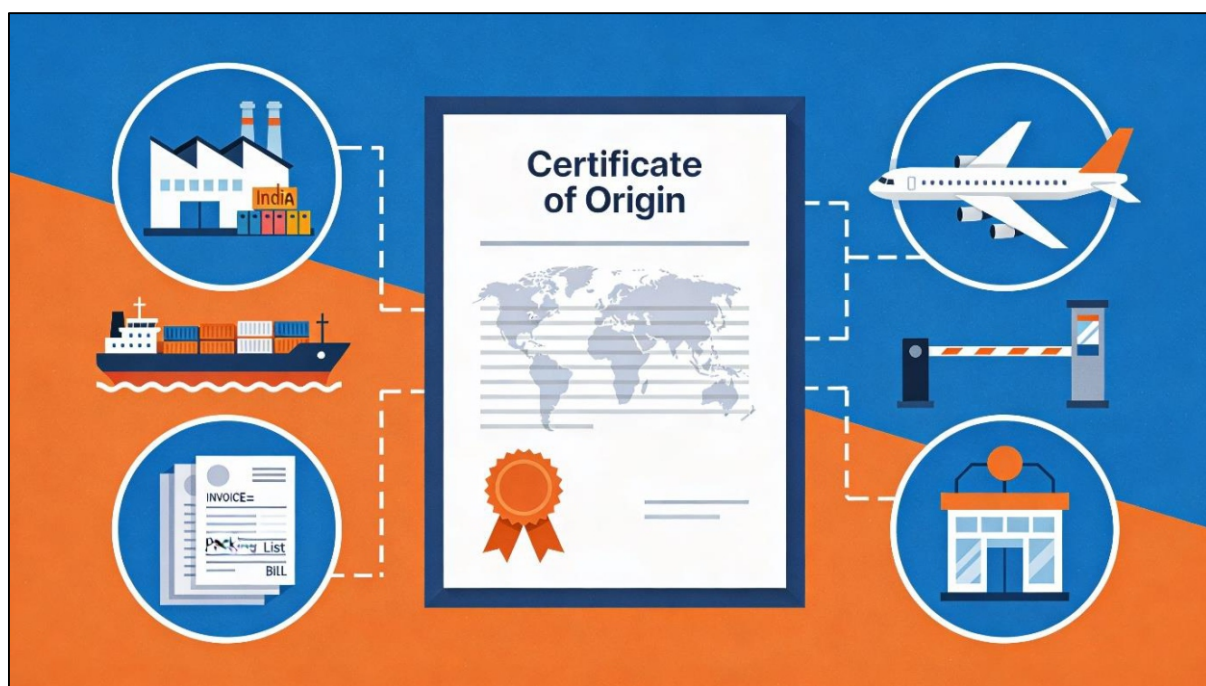 Certificate
of Origin
IndiA
INVOICE=
List
BILL